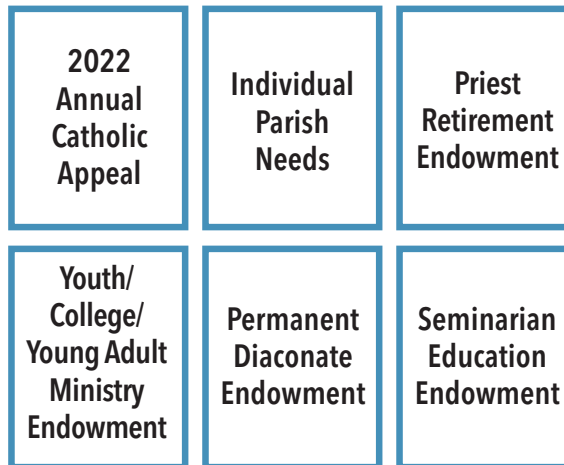 2022
Annual
Catholic
Appeal
Individual
Parish
Needs
Priest
Retirement
Endowment
Youth/
College/
Young Adult
Ministry
Endowment
Permanent
Diaconate
Endowment
Seminarian
Education
Endowment